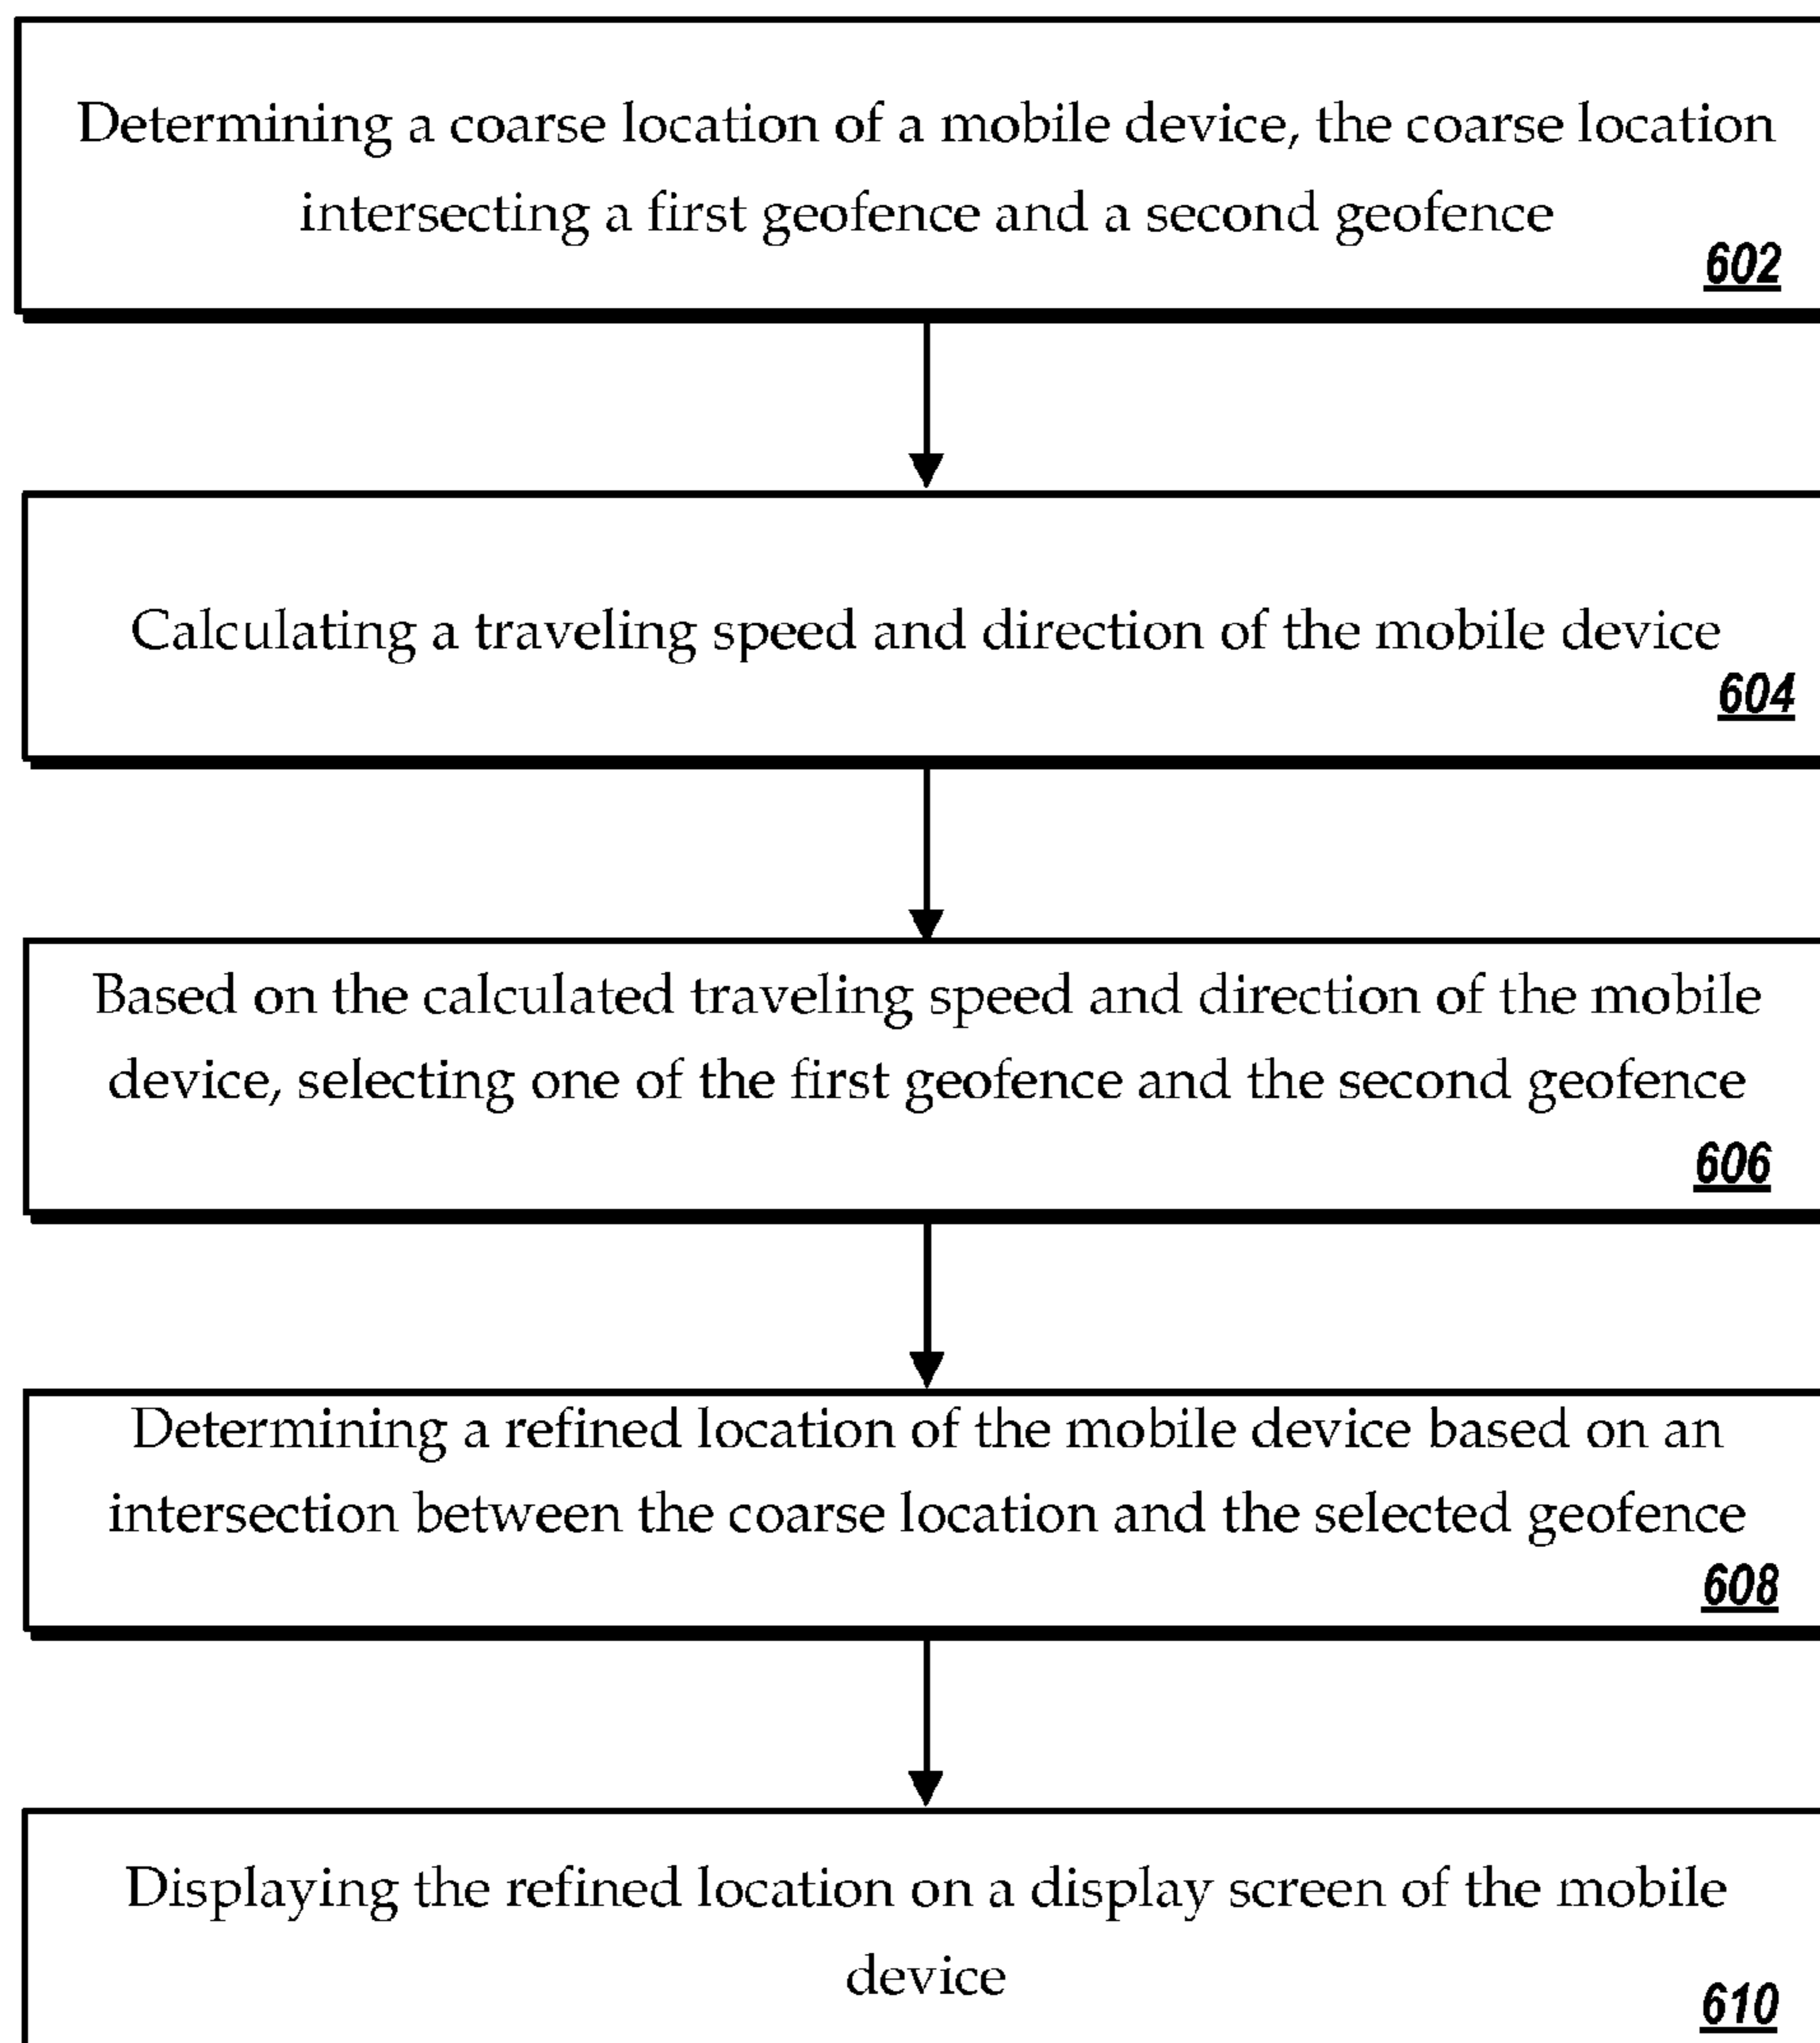 Determining a coarse location of a mobile device, the coarse location
intersecting a first geofence and a second geofence
602
Calculating a traveling speed and direction of the mobile device
604
Based on the calculated traveling speed and direction of the mobile
device, selecting one of the first geofence and the second geofence
606
Determining a refined location of the mobile device based on an
intersection between the coarse location and the selected geofence
608
Displaying the refined location on a display screen of the mobile
device
610